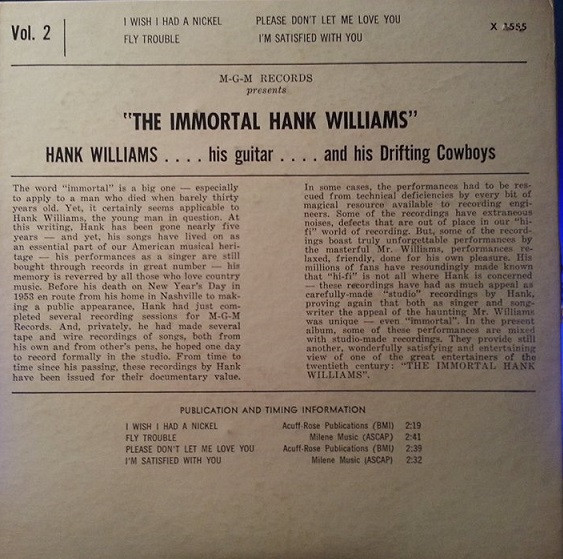 Vol. 2
I WISH I HAD A NICKEL PLEASE DON'T LET ME LOVE YOU
FLY TROUBLE I'M SATISFIED WITH YOU
X 1555
M-G-M RECORDS
presents
"THE IMMORTAL HANK WILLIAMS"
HANK WILLIAMS . . . . his guitar . . . . and his Drifting Cowboys
The word "immortal" is a big one — especially
to apply to a man who died when barely thirty
years old. Yet, it certainly seems applicable to
Hank Williams, the young man in question. At
this writing, Hank has been gone nearly five
years — and yet, his songs have lived on as
an essential part of our American musical heri-
tage — his performances as a singer are still
bought through records in great number — his
memory is reverred by all those who love country
music. Before his death on New Year's Day in
1953 en route from his home in Nashville to mak-
ing a public appearance, Hank had just com-
pleted several recording sessions for M-G-M
Records. And, privately, he had made several
tape and wire recordings of songs, both from
his own and from other's pens, he hoped one day
to record formally in the studio. From time to
time since his passing, these recordings by Hank
have been issued for their documentary value.
In some cases, the performances had to be res-
cued from technical deficiencies by every bit of
magical resource available to recording engi-
neers. Some of the recordings have extraneous
noises, defects that are out of place in our "hi-
fi" world of recording. But, some of the record-
ings boast truly unforgettable performances by
the masterful Mr. Williams, performances re-
laxed, friendly, done for his own pleasure. His
millions of fans have resoundingly made known
that "hi-fi" is not all where Hank is concerned
— these recordings have had as much appeal as
carefully-made "studio" recordings by Hank,
proving again that both as singer and song-
writer the appeal of the haunting Mr. Williams
was unique — even "immortal". In the present
album, some of these performances are mixed
with studio-made recordings. They provide still
another, wonderfully satisfying and entertaining
view of one of the great entertainers of the
twentieth century: "THE IMMORTAL HANK
WILLIAMS".
PUBLICATION AND TIMING INFORMATION
I WISH I HAD A NICKEL Acuff-Rose Publications (BMI) 2:19
FLY TROUBLE Milene Music (ASCAP) 2:41
PLEASE DON'T LET ME LOVE YOU Acuff-Rose Publications (BMI) 2:39
I'M SATISFIED WITH YOU Milene Music (ASCAP) 2:32